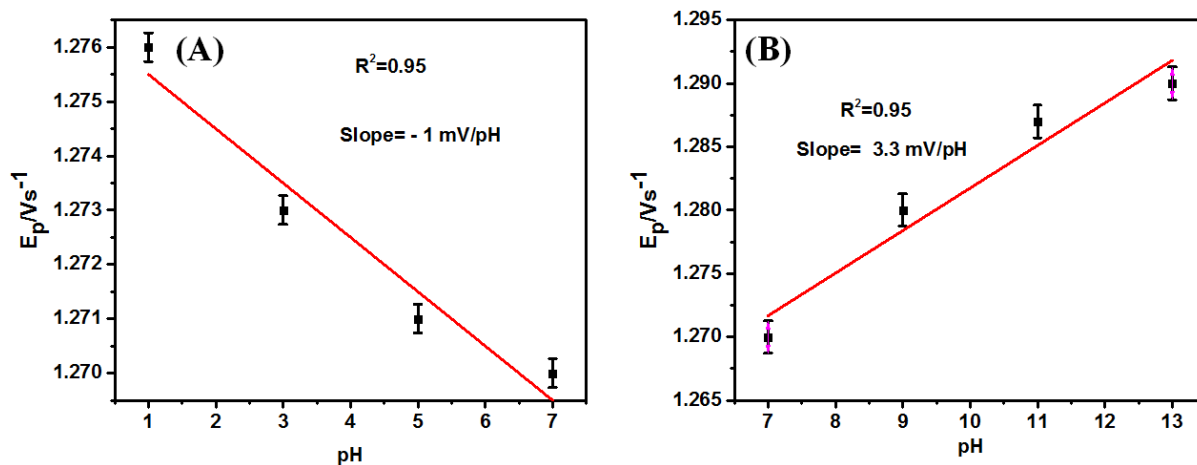 (A)
R²=0.95
Slope= - 1 mV/pH
Eₚ/Vs⁻¹
1.276
1.275
1.274
1.273
1.272
1.271
1.270
1 2 3 4 5 6 7
pH
(B)
R²=0.95
Slope= 3.3 mV/pH
Eₚ/Vs⁻¹
1.295
1.290
1.285
1.280
1.275
1.270
1.265
7 8 9 10 11 12 13
pH